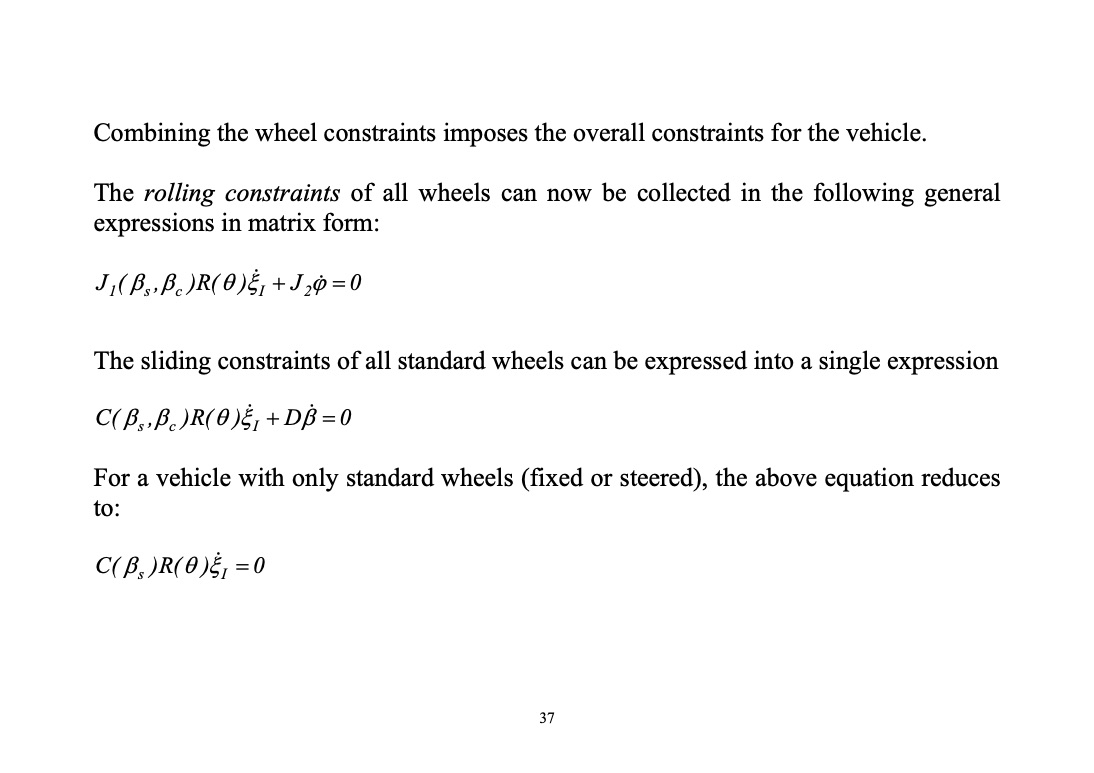 Combining the wheel constraints imposes the overall constraints for the vehicle.
The rolling constraints of all wheels can now be collected in the following general
expressions in matrix form:
J₁( βₛ,β꜀ )R( θ )ξ̇_I + J₂φ̇ = 0
The sliding constraints of all standard wheels can be expressed into a single expression
C( βₛ,β꜀ )R( θ )ξ̇_I + Dβ̇ = 0
For a vehicle with only standard wheels (fixed or steered), the above equation reduces
to:
C( βₛ )R( θ )ξ̇_I = 0
37